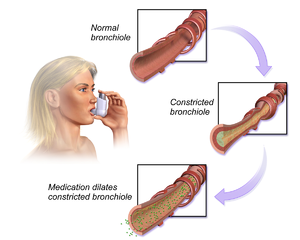 Normal
bronchiole
Constricted
bronchiole
Medication dilates
constricted bronchiole